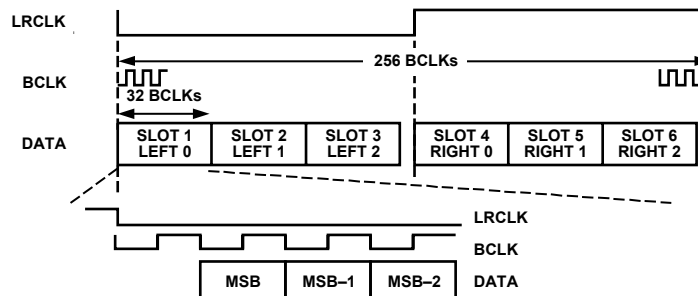 LRCLK
256 BCLKs
BCLK
32 BCLKs
DATA
SLOT 1
LEFT 0
SLOT 2
LEFT 1
SLOT 3
LEFT 2
SLOT 4
RIGHT 0
SLOT 5
RIGHT 1
SLOT 6
RIGHT 2
LRCLK
BCLK
MSB
MSB–1
MSB–2
DATA